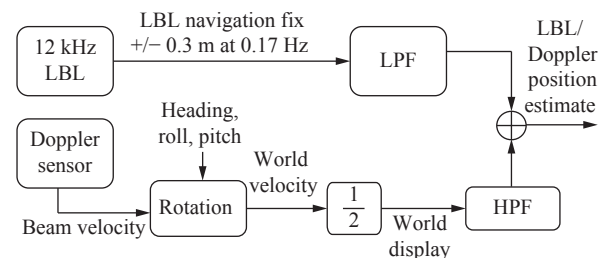 12 kHz
LBL
LBL navigation fix
+/− 0.3 m at 0.17 Hz
LPF
LBL/
Doppler
position
estimate
Doppler
sensor
Heading,
roll, pitch
Beam velocity
Rotation
World
velocity
1
2
World
display
HPF